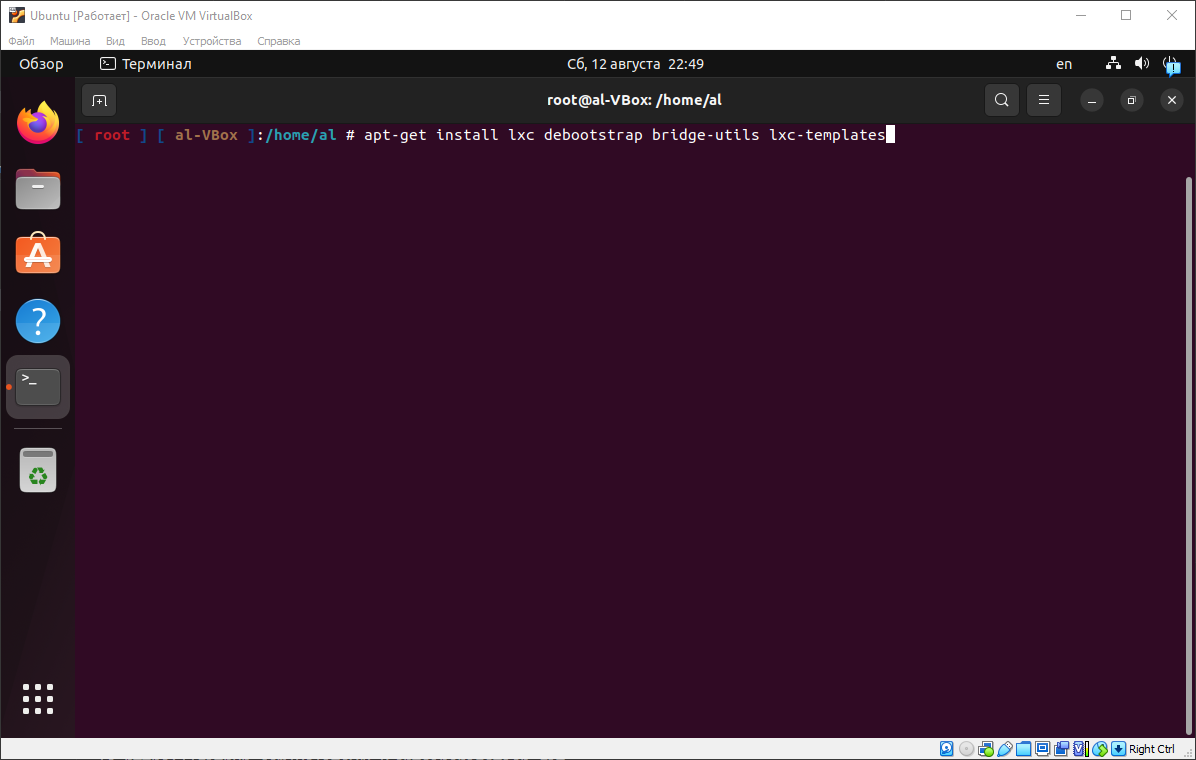 Ubuntu [Работает] - Oracle VM VirtualBox
Файл Машина Вид Ввод Устройства Справка
Обзор Терминал Сб, 12 августа 22:49 en
root@al-VBox: /home/al
[ root ] [ al-VBox ]:/home/al # apt-get install lxc debootstrap bridge-utils lxc-templates
Right Ctrl